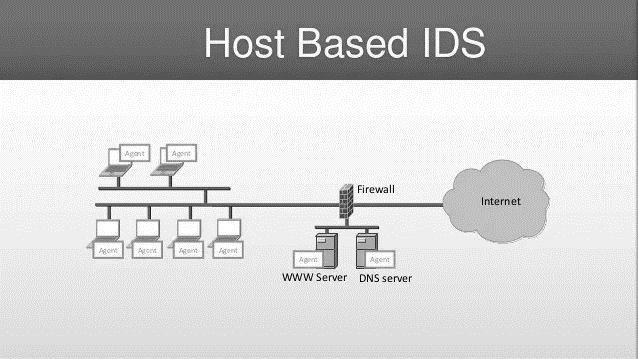 Host Based IDS
Agent
Agent
Firewall
Internet
Agent
Agent
Agent
Agent
Agent
Agent
WWW Server
DNS server